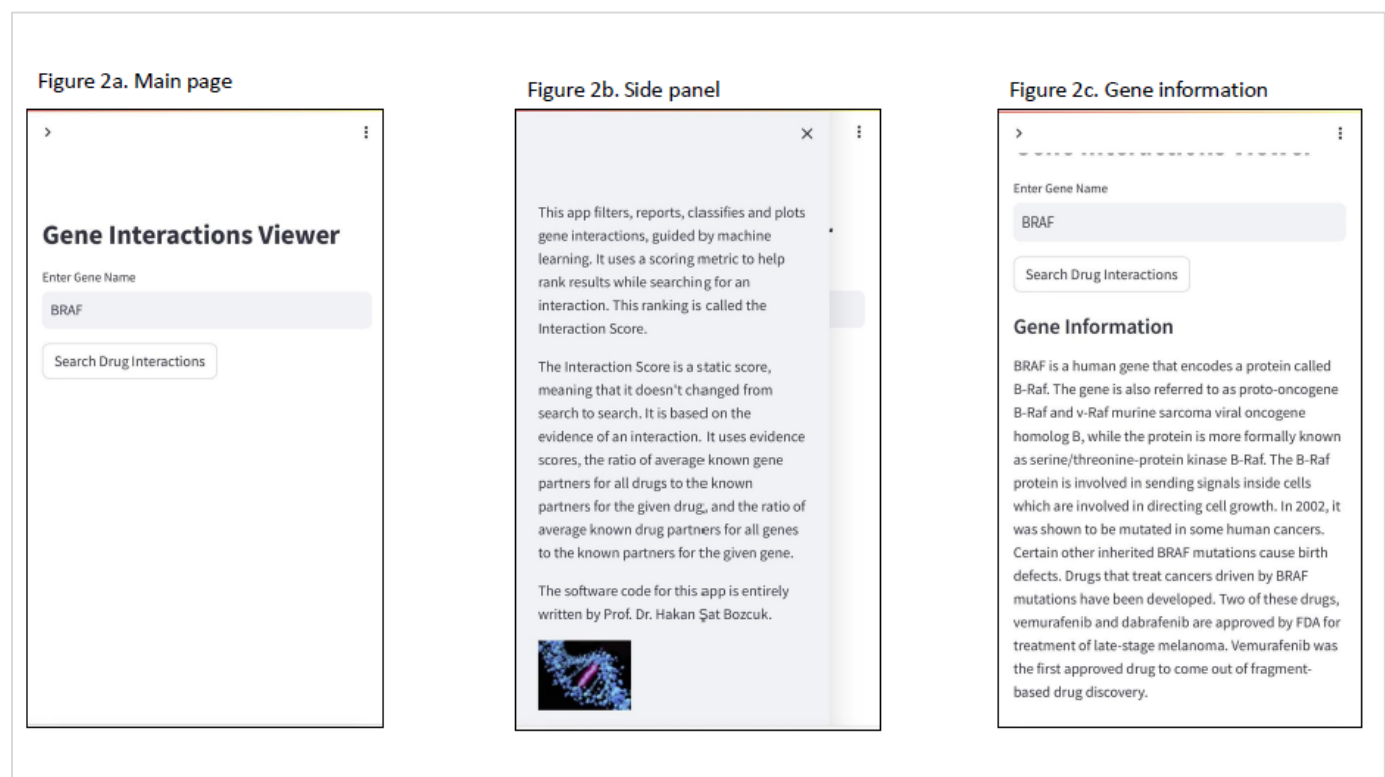 Figure 2a. Main page
Gene Interactions Viewer
Enter Gene Name
BRAF
Search Drug Interactions
Figure 2b. Side panel
This app filters, reports, classifies and plots
gene interactions, guided by machine
learning. It uses a scoring metric to help
rank results while searching for an
interaction. This ranking is called the
Interaction Score.
The Interaction Score is a static score,
meaning that it doesn't changed from
search to search. It is based on the
evidence of an interaction. It uses evidence
scores, the ratio of average known gene
partners for all drugs to the known
partners for the given drug, and the ratio of
average known drug partners for all genes
to the known partners for the given gene.
The software code for this app is entirely
written by Prof. Dr. Hakan Şat Bozcuk.
Figure 2c. Gene information
Enter Gene Name
BRAF
Search Drug Interactions
Gene Information
BRAF is a human gene that encodes a protein called
B-Raf. The gene is also referred to as proto-oncogene
B-Raf and v-Raf murine sarcoma viral oncogene
homolog B, while the protein is more formally known
as serine/threonine-protein kinase B-Raf. The B-Raf
protein is involved in sending signals inside cells
which are involved in directing cell growth. In 2002, it
was shown to be mutated in some human cancers.
Certain other inherited BRAF mutations cause birth
defects. Drugs that treat cancers driven by BRAF
mutations have been developed. Two of these drugs,
vemurafenib and dabrafenib are approved by FDA for
treatment of late-stage melanoma. Vemurafenib was
the first approved drug to come out of fragment-
based drug discovery.